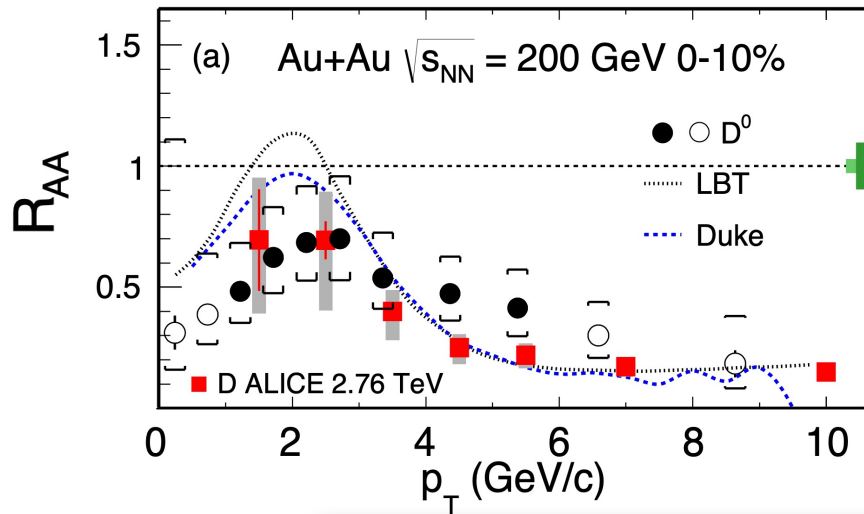 (a) Au+Au √s_NN = 200 GeV 0-10%
R_AA
1.5
1
0.5
D⁰
LBT
Duke
D ALICE 2.76 TeV
0 2 4 6 8 10
p_T (GeV/c)